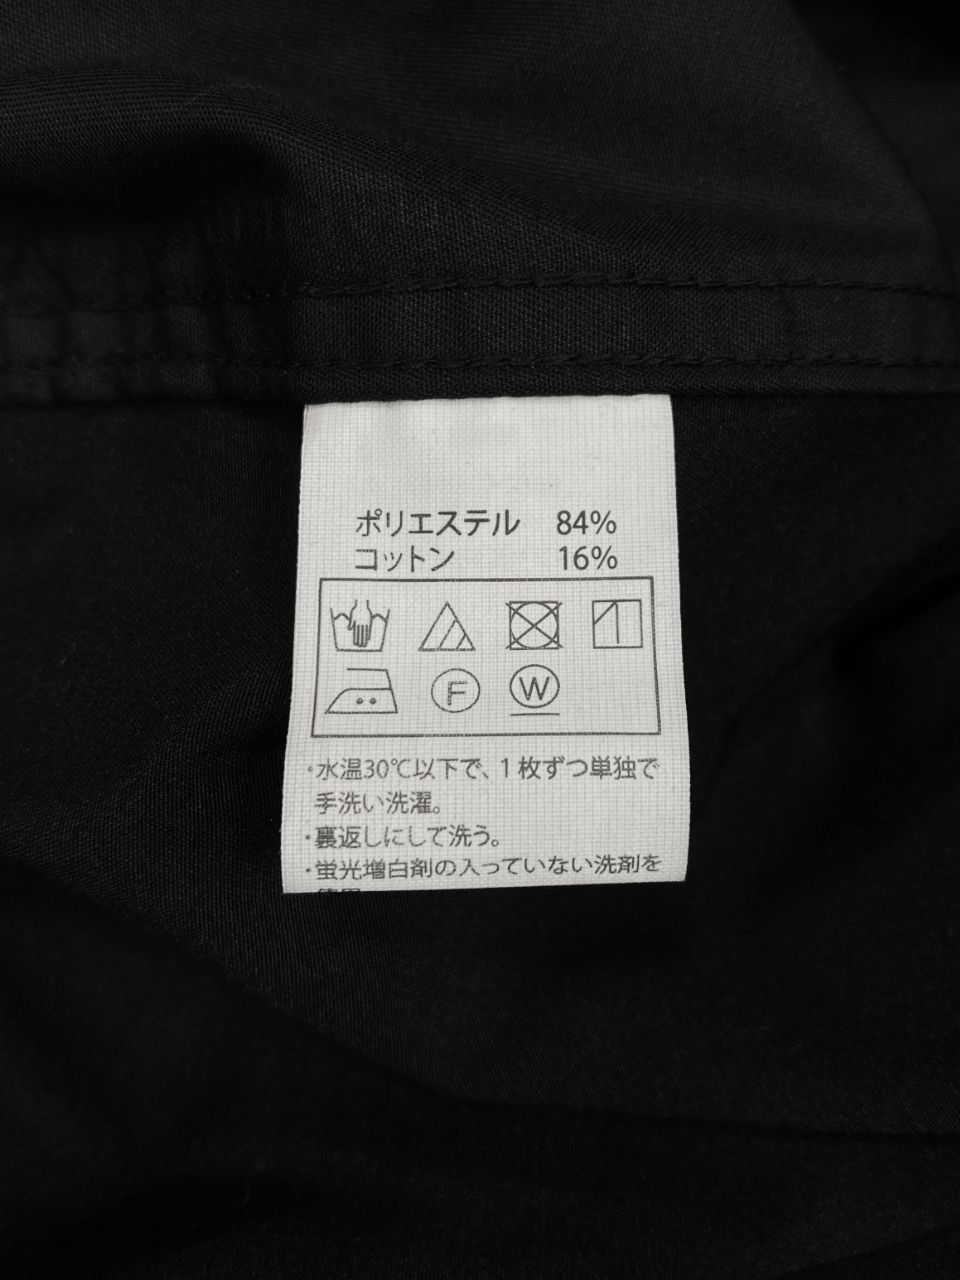 ポリエステル 84%
コットン 16%
F
W
・水温30℃以下で、1枚ずつ単独で
手洗い洗濯。
・裏返しにして洗う。
・蛍光増白剤の入っていない洗剤を